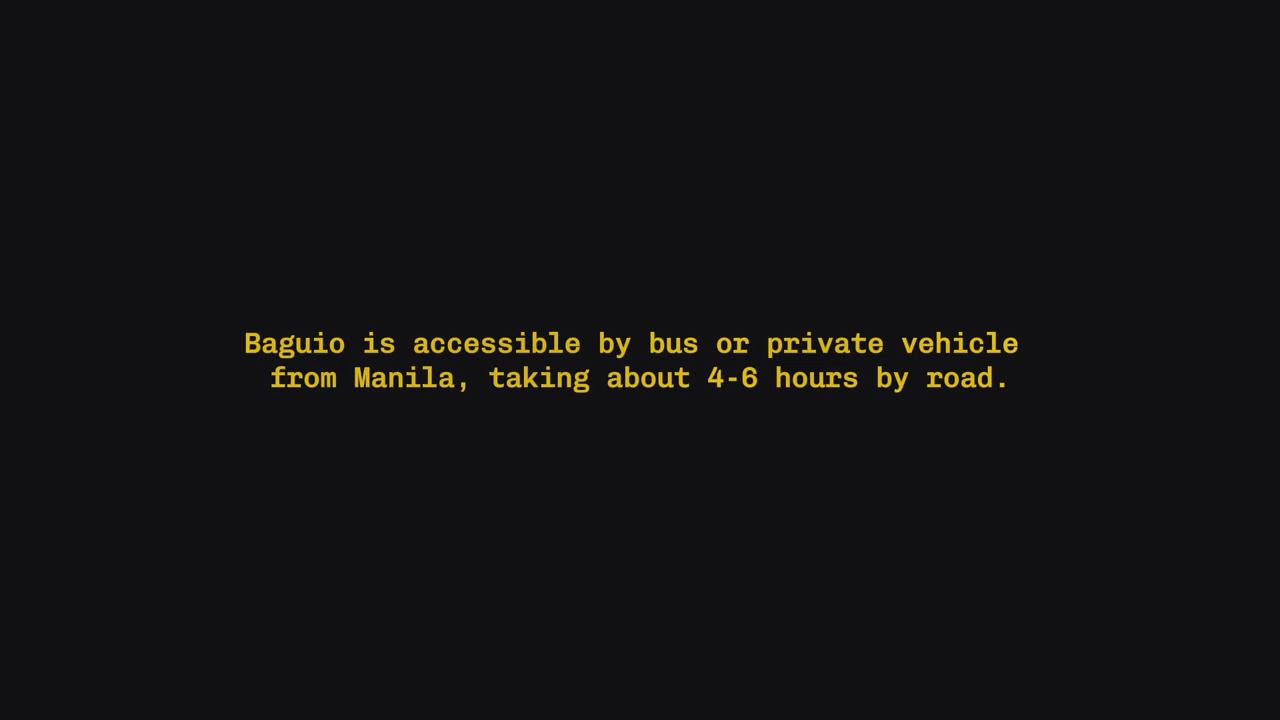 Baguio is accessible by bus or private vehicle
from Manila, taking about 4-6 hours by road.